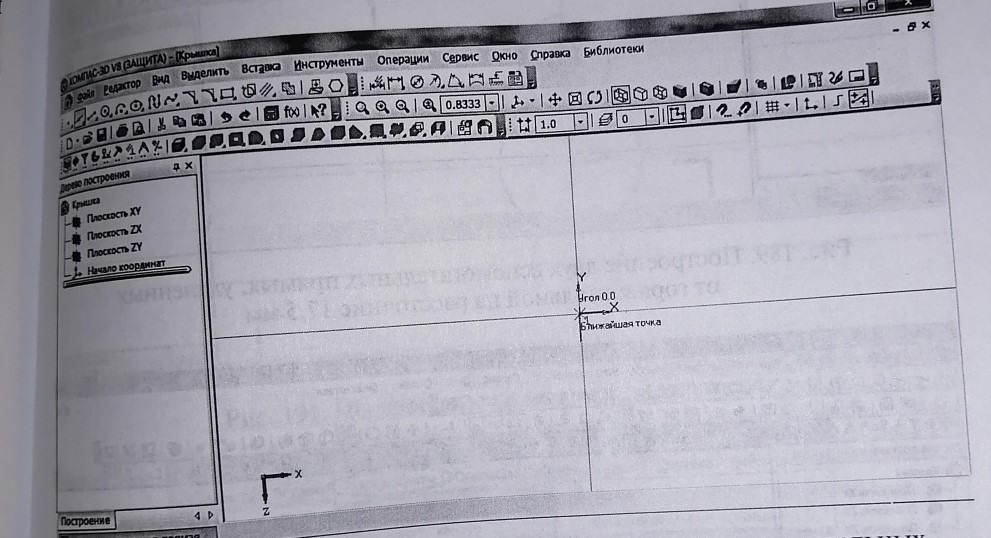 КОМПАС-3D V8 (ЗАЩИТА) - [Крышка]
Файл Редактор Вид Выделить Вставка Инструменты Операции Сервис Окно Справка Библиотеки
f(x) 0.8333
1.0 0
Дерево построения
Крышка
Плоскость XY
Плоскость ZX
Плоскость ZY
Начало координат
Y
Угол 0.0
X
Ближайшая точка
X
Z
Построение